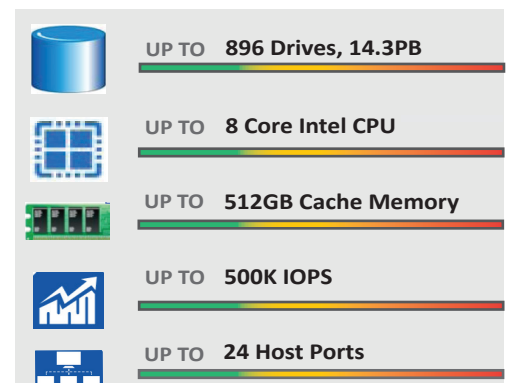 UP TO 896 Drives, 14.3PB
UP TO 8 Core Intel CPU
UP TO 512GB Cache Memory
UP TO 500K IOPS
UP TO 24 Host Ports